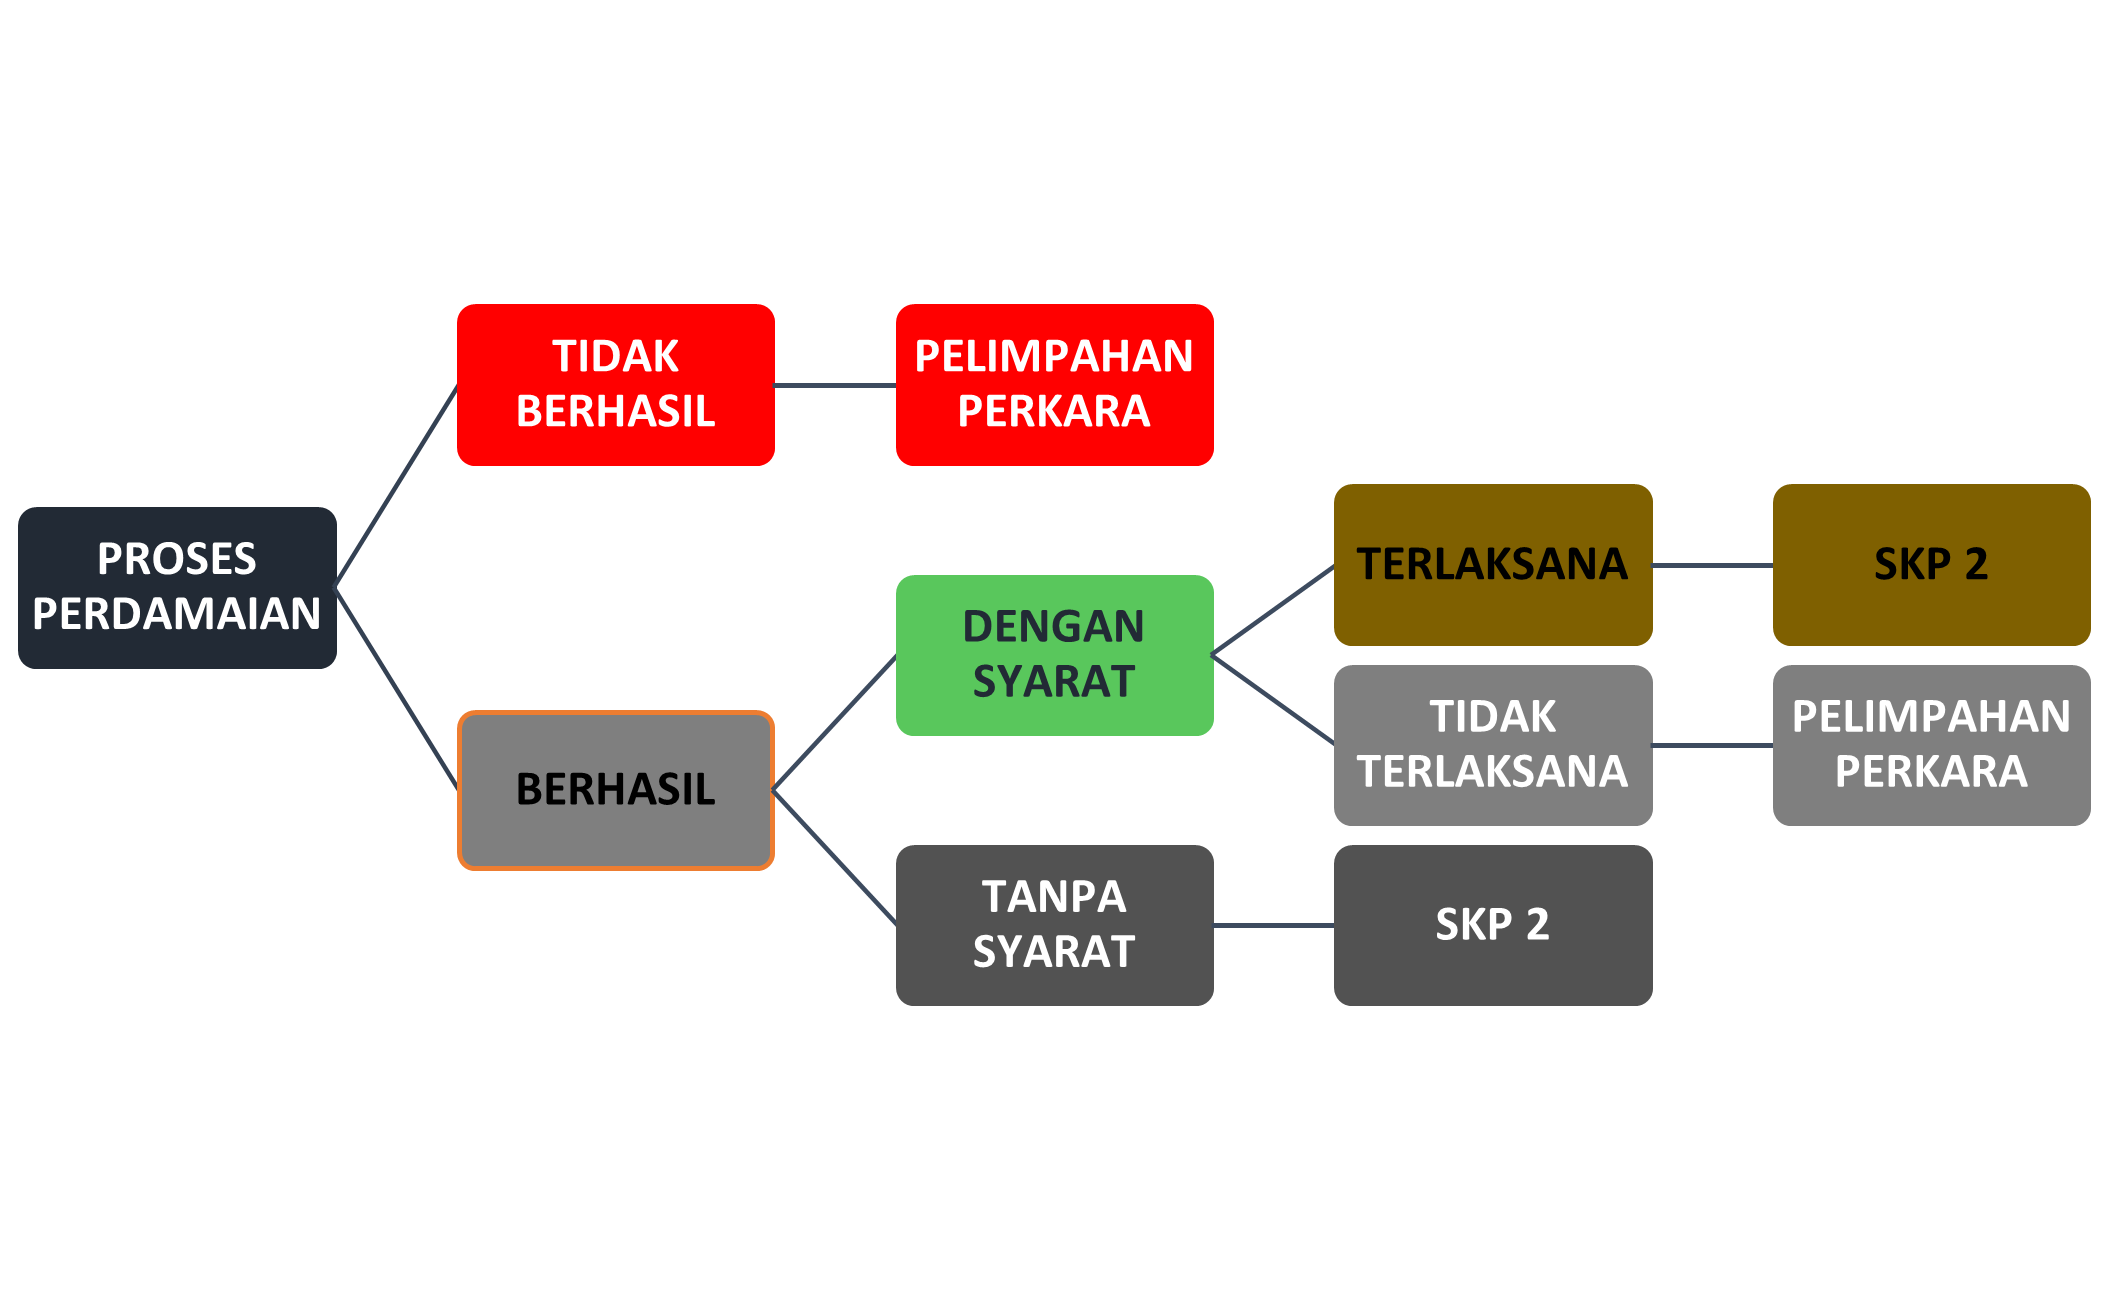 PROSES
PERDAMAIAN
TIDAK
BERHASIL
PELIMPAHAN
PERKARA
BERHASIL
DENGAN
SYARAT
TERLAKSANA
SKP 2
TIDAK
TERLAKSANA
PELIMPAHAN
PERKARA
TANPA
SYARAT
SKP 2